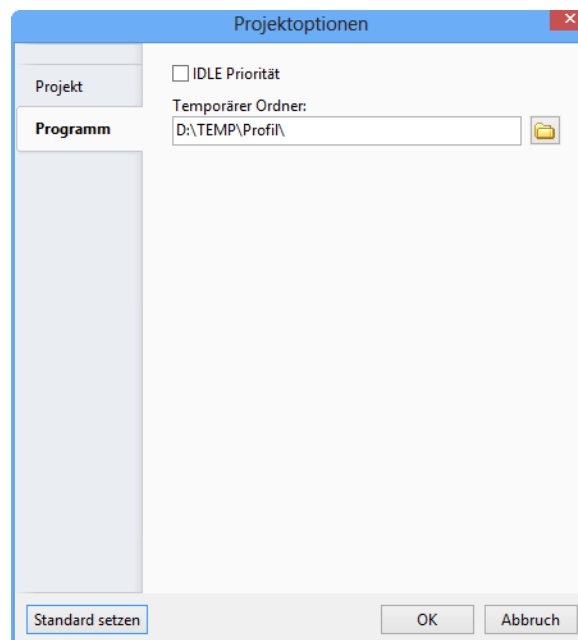 Projektoptionen
Projekt
Programm
IDLE Priorität
Temporärer Ordner:
D:\TEMP\Profil\
Standard setzen
OK
Abbruch